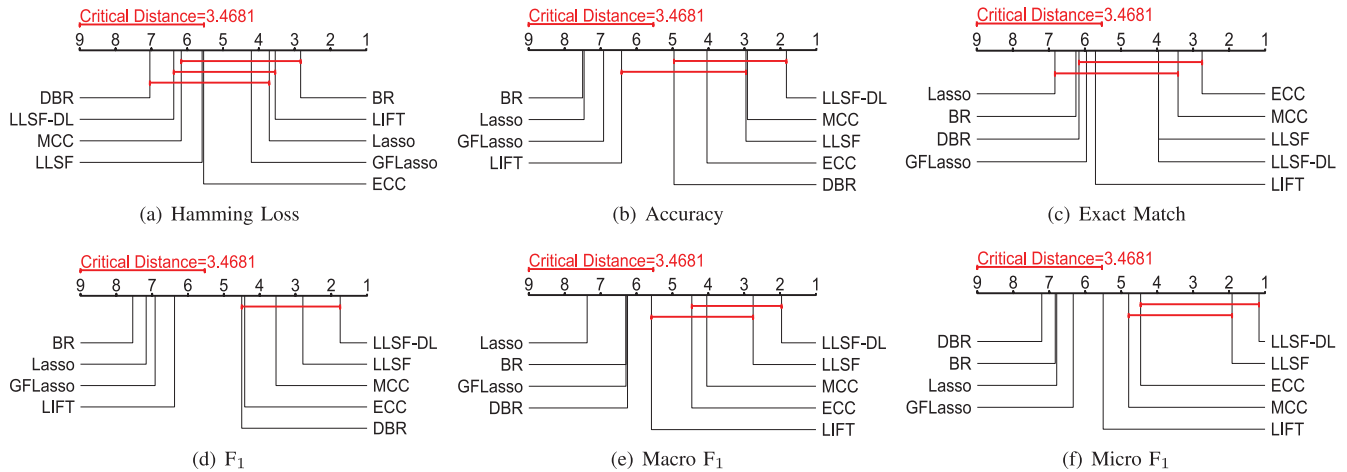 Critical Distance=3.4681
9 8 7 6 5 4 3 2 1
DBR
LLSF-DL
MCC
LLSF
BR
LIFT
Lasso
GFLasso
ECC
(a) Hamming Loss
Critical Distance=3.4681
9 8 7 6 5 4 3 2 1
BR
Lasso
GFLasso
LIFT
LLSF-DL
MCC
LLSF
ECC
DBR
(b) Accuracy
Critical Distance=3.4681
9 8 7 6 5 4 3 2 1
Lasso
BR
DBR
GFLasso
ECC
MCC
LLSF
LLSF-DL
LIFT
(c) Exact Match
Critical Distance=3.4681
9 8 7 6 5 4 3 2 1
BR
Lasso
GFLasso
LIFT
LLSF-DL
LLSF
MCC
ECC
DBR
(d) F₁
Critical Distance=3.4681
9 8 7 6 5 4 3 2 1
Lasso
BR
GFLasso
DBR
LLSF-DL
LLSF
MCC
ECC
LIFT
(e) Macro F₁
Critical Distance=3.4681
9 8 7 6 5 4 3 2 1
DBR
BR
Lasso
GFLasso
LLSF-DL
LLSF
ECC
MCC
LIFT
(f) Micro F₁